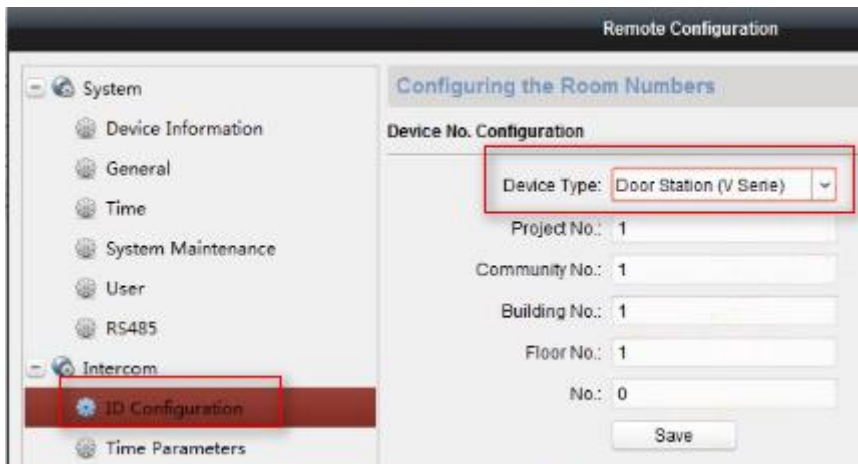 Remote Configuration
System
Device Information
General
Time
System Maintenance
User
RS485
Intercom
ID Configuration
Time Parameters
Configuring the Room Numbers
Device No. Configuration
Device Type: Door Station (V Serie)
Project No.: 1
Community No.: 1
Building No.: 1
Floor No.: 1
No.: 0
Save